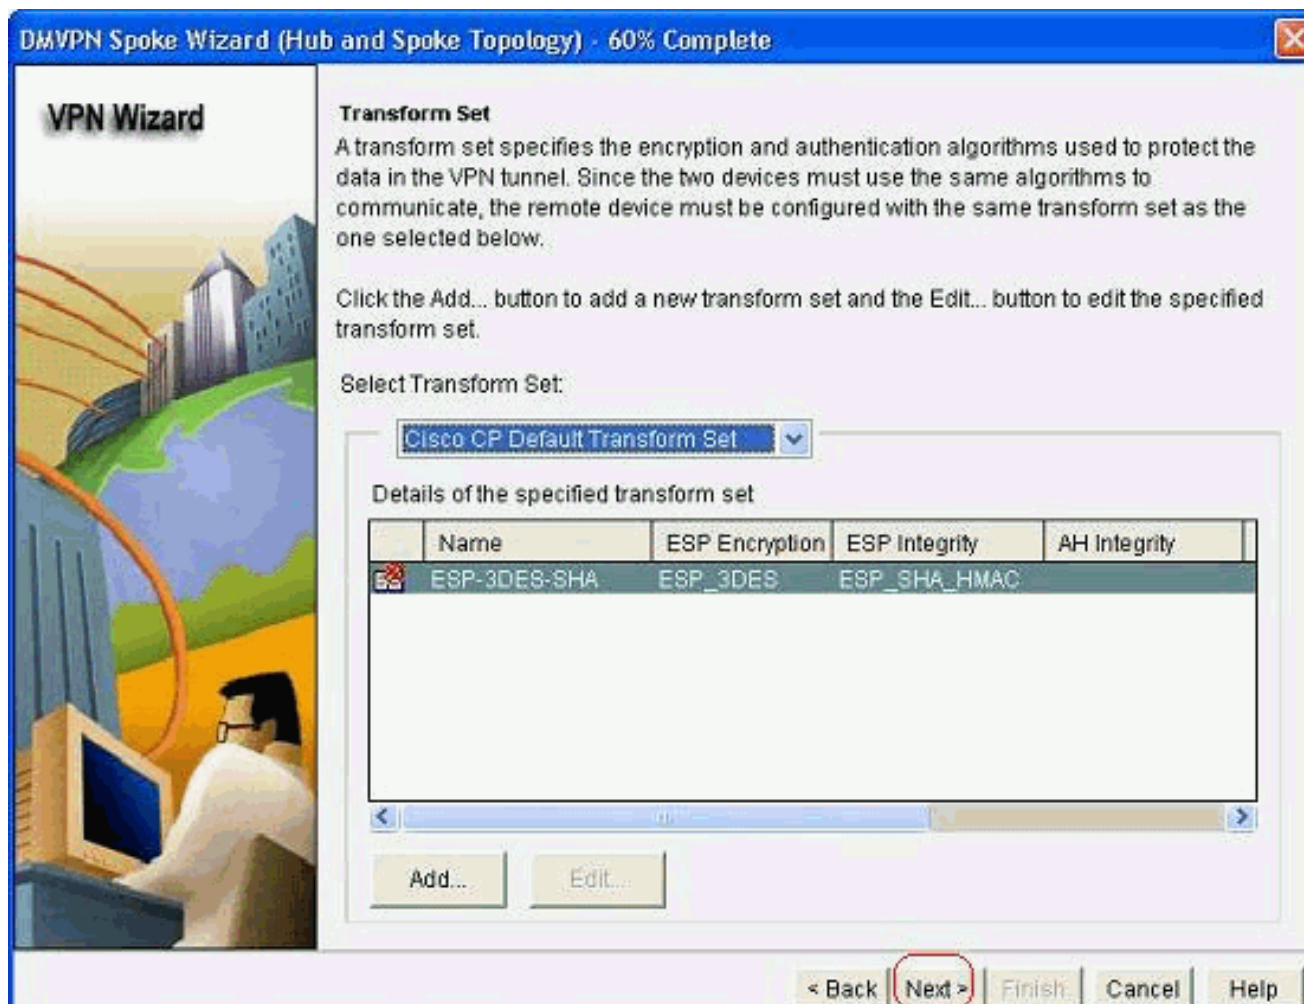 DMVPN Spoke Wizard (Hub and Spoke Topology) - 60% Complete
VPN Wizard
Transform Set
A transform set specifies the encryption and authentication algorithms used to protect the
data in the VPN tunnel. Since the two devices must use the same algorithms to
communicate, the remote device must be configured with the same transform set as the
one selected below.
Click the Add... button to add a new transform set and the Edit... button to edit the specified
transform set.
Select Transform Set:
Cisco CP Default Transform Set
Details of the specified transform set
Name ESP Encryption ESP Integrity AH Integrity
ESP-3DES-SHA ESP_3DES ESP_SHA_HMAC
Add... Edit...
< Back Next > Finish Cancel Help